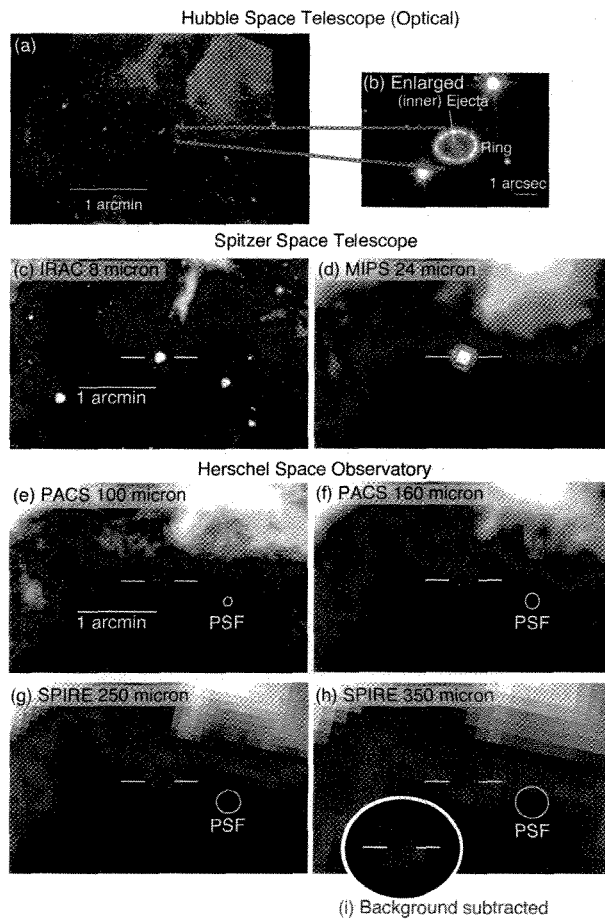 Hubble Space Telescope (Optical)
(a)
1 arcmin
(b) Enlarged
(inner) Ejecta
Ring
1 arcsec
Spitzer Space Telescope
(c) IRAC 8 micron
1 arcmin
(d) MIPS 24 micron
Herschel Space Observatory
(e) PACS 100 micron
1 arcmin
PSF
(f) PACS 160 micron
PSF
(g) SPIRE 250 micron
PSF
(h) SPIRE 350 micron
PSF
(i) Background subtracted